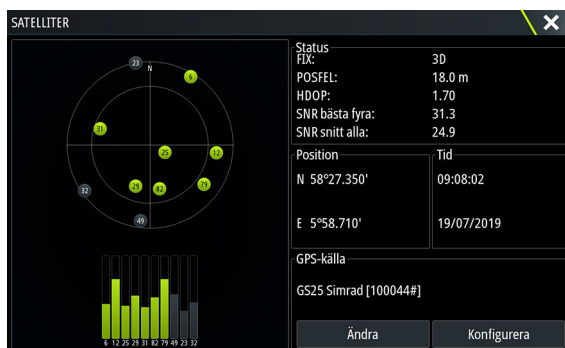 SATELLITER
23
N
6
31
25
12
29
82
79
32
49
6 12 25 29 31 82 79 49 23 32
Status
FIX: 3D
POSFEL: 18.0 m
HDOP: 1.70
SNR bästa fyra: 31.3
SNR snitt alla: 24.9
Position
N 58°27.350'
E 5°58.710'
Tid
09:08:02
19/07/2019
GPS-källa
GS25 Simrad [100044#]
Ändra
Konfigurera